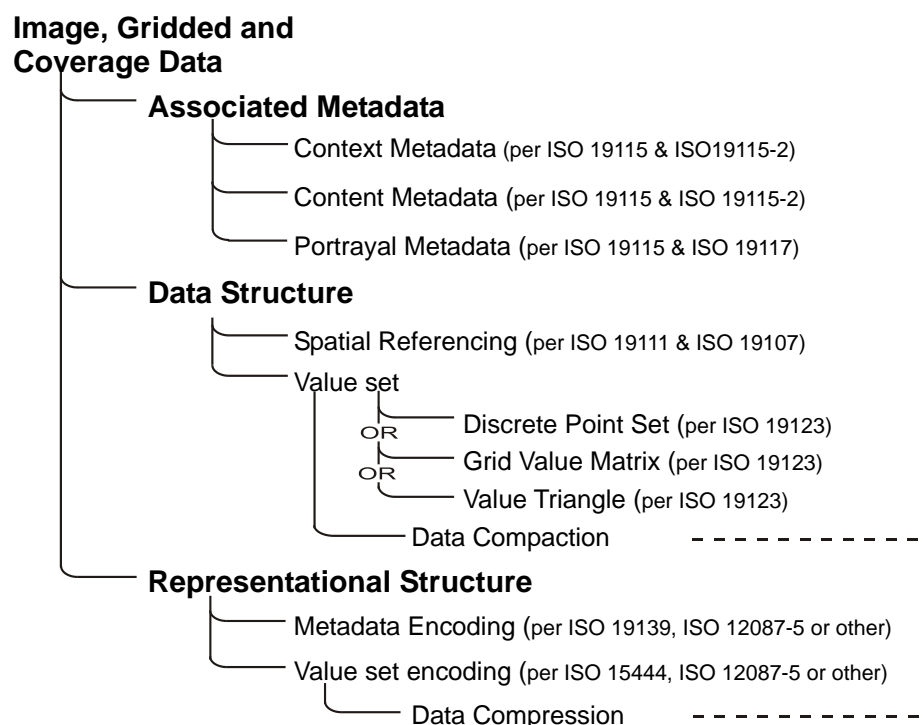 Image, Gridded and
Coverage Data
Associated Metadata
Context Metadata (per ISO 19115 & ISO19115-2)
Content Metadata (per ISO 19115 & ISO 19115-2)
Portrayal Metadata (per ISO 19115 & ISO 19117)
Data Structure
Spatial Referencing (per ISO 19111 & ISO 19107)
Value set
Discrete Point Set (per ISO 19123)
OR
Grid Value Matrix (per ISO 19123)
OR
Value Triangle (per ISO 19123)
Data Compaction
Representational Structure
Metadata Encoding (per ISO 19139, ISO 12087-5 or other)
Value set encoding (per ISO 15444, ISO 12087-5 or other)
Data Compression